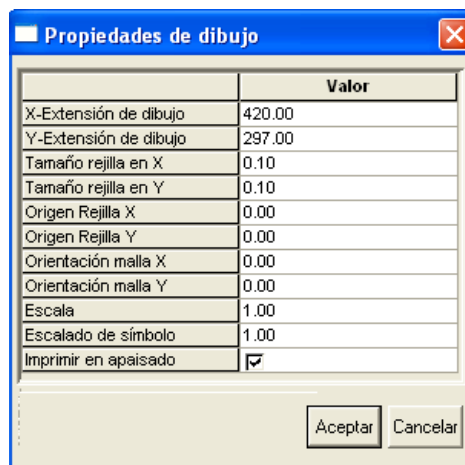 Propiedades de dibujo
Valor
X-Extensión de dibujo 420.00
Y-Extensión de dibujo 297.00
Tamaño rejilla en X 0.10
Tamaño rejilla en Y 0.10
Origen Rejilla X 0.00
Origen Rejilla Y 0.00
Orientación malla X 0.00
Orientación malla Y 0.00
Escala 1.00
Escalado de símbolo 1.00
Imprimir en apaisado
Aceptar Cancelar